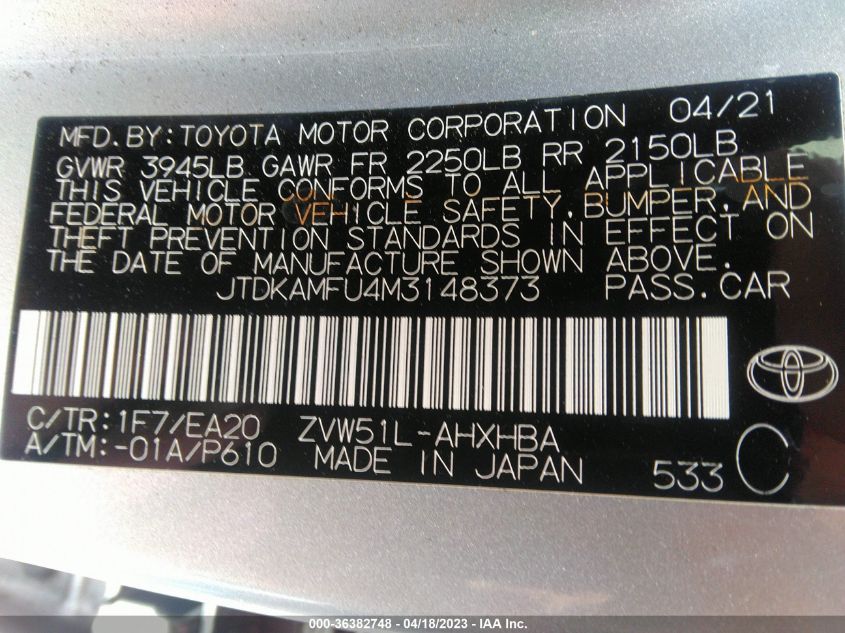 MFD.BY:TOYOTA MOTOR CORPORATION 04/21
GVWR 3945LB GAWR FR 2250LB RR 2150LB
THIS VEHICLE CONFORMS TO ALL APPLICABLE
FEDERAL MOTOR VEHICLE SAFETY,BUMPER,AND
THEFT PREVENTION STANDARDS IN EFFECT ON
THE DATE OF MANUFACTURE SHOWN ABOVE.
JTDKAMFU4M3148373 PASS.CAR
C/TR:1F7/EA20 ZVW51L-AHXHBA
A/TM:-01A/P610 MADE IN JAPAN 533 C
000-36382748 - 04/18/2023 - IAA Inc.